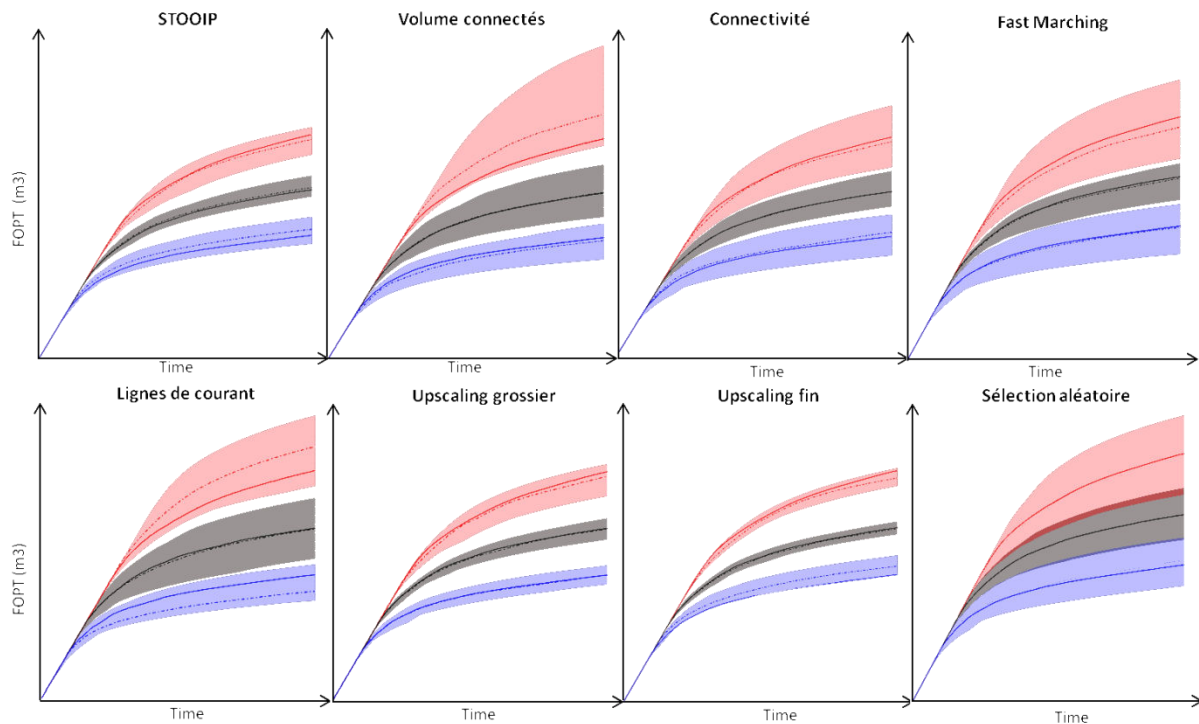 STOOIP
Volume connectés
Connectivité
Fast Marching
FOPT (m3)
Time
Time
Time
Time
Lignes de courant
Upscaling grossier
Upscaling fin
Sélection aléatoire
FOPT (m3)
Time
Time
Time
Time